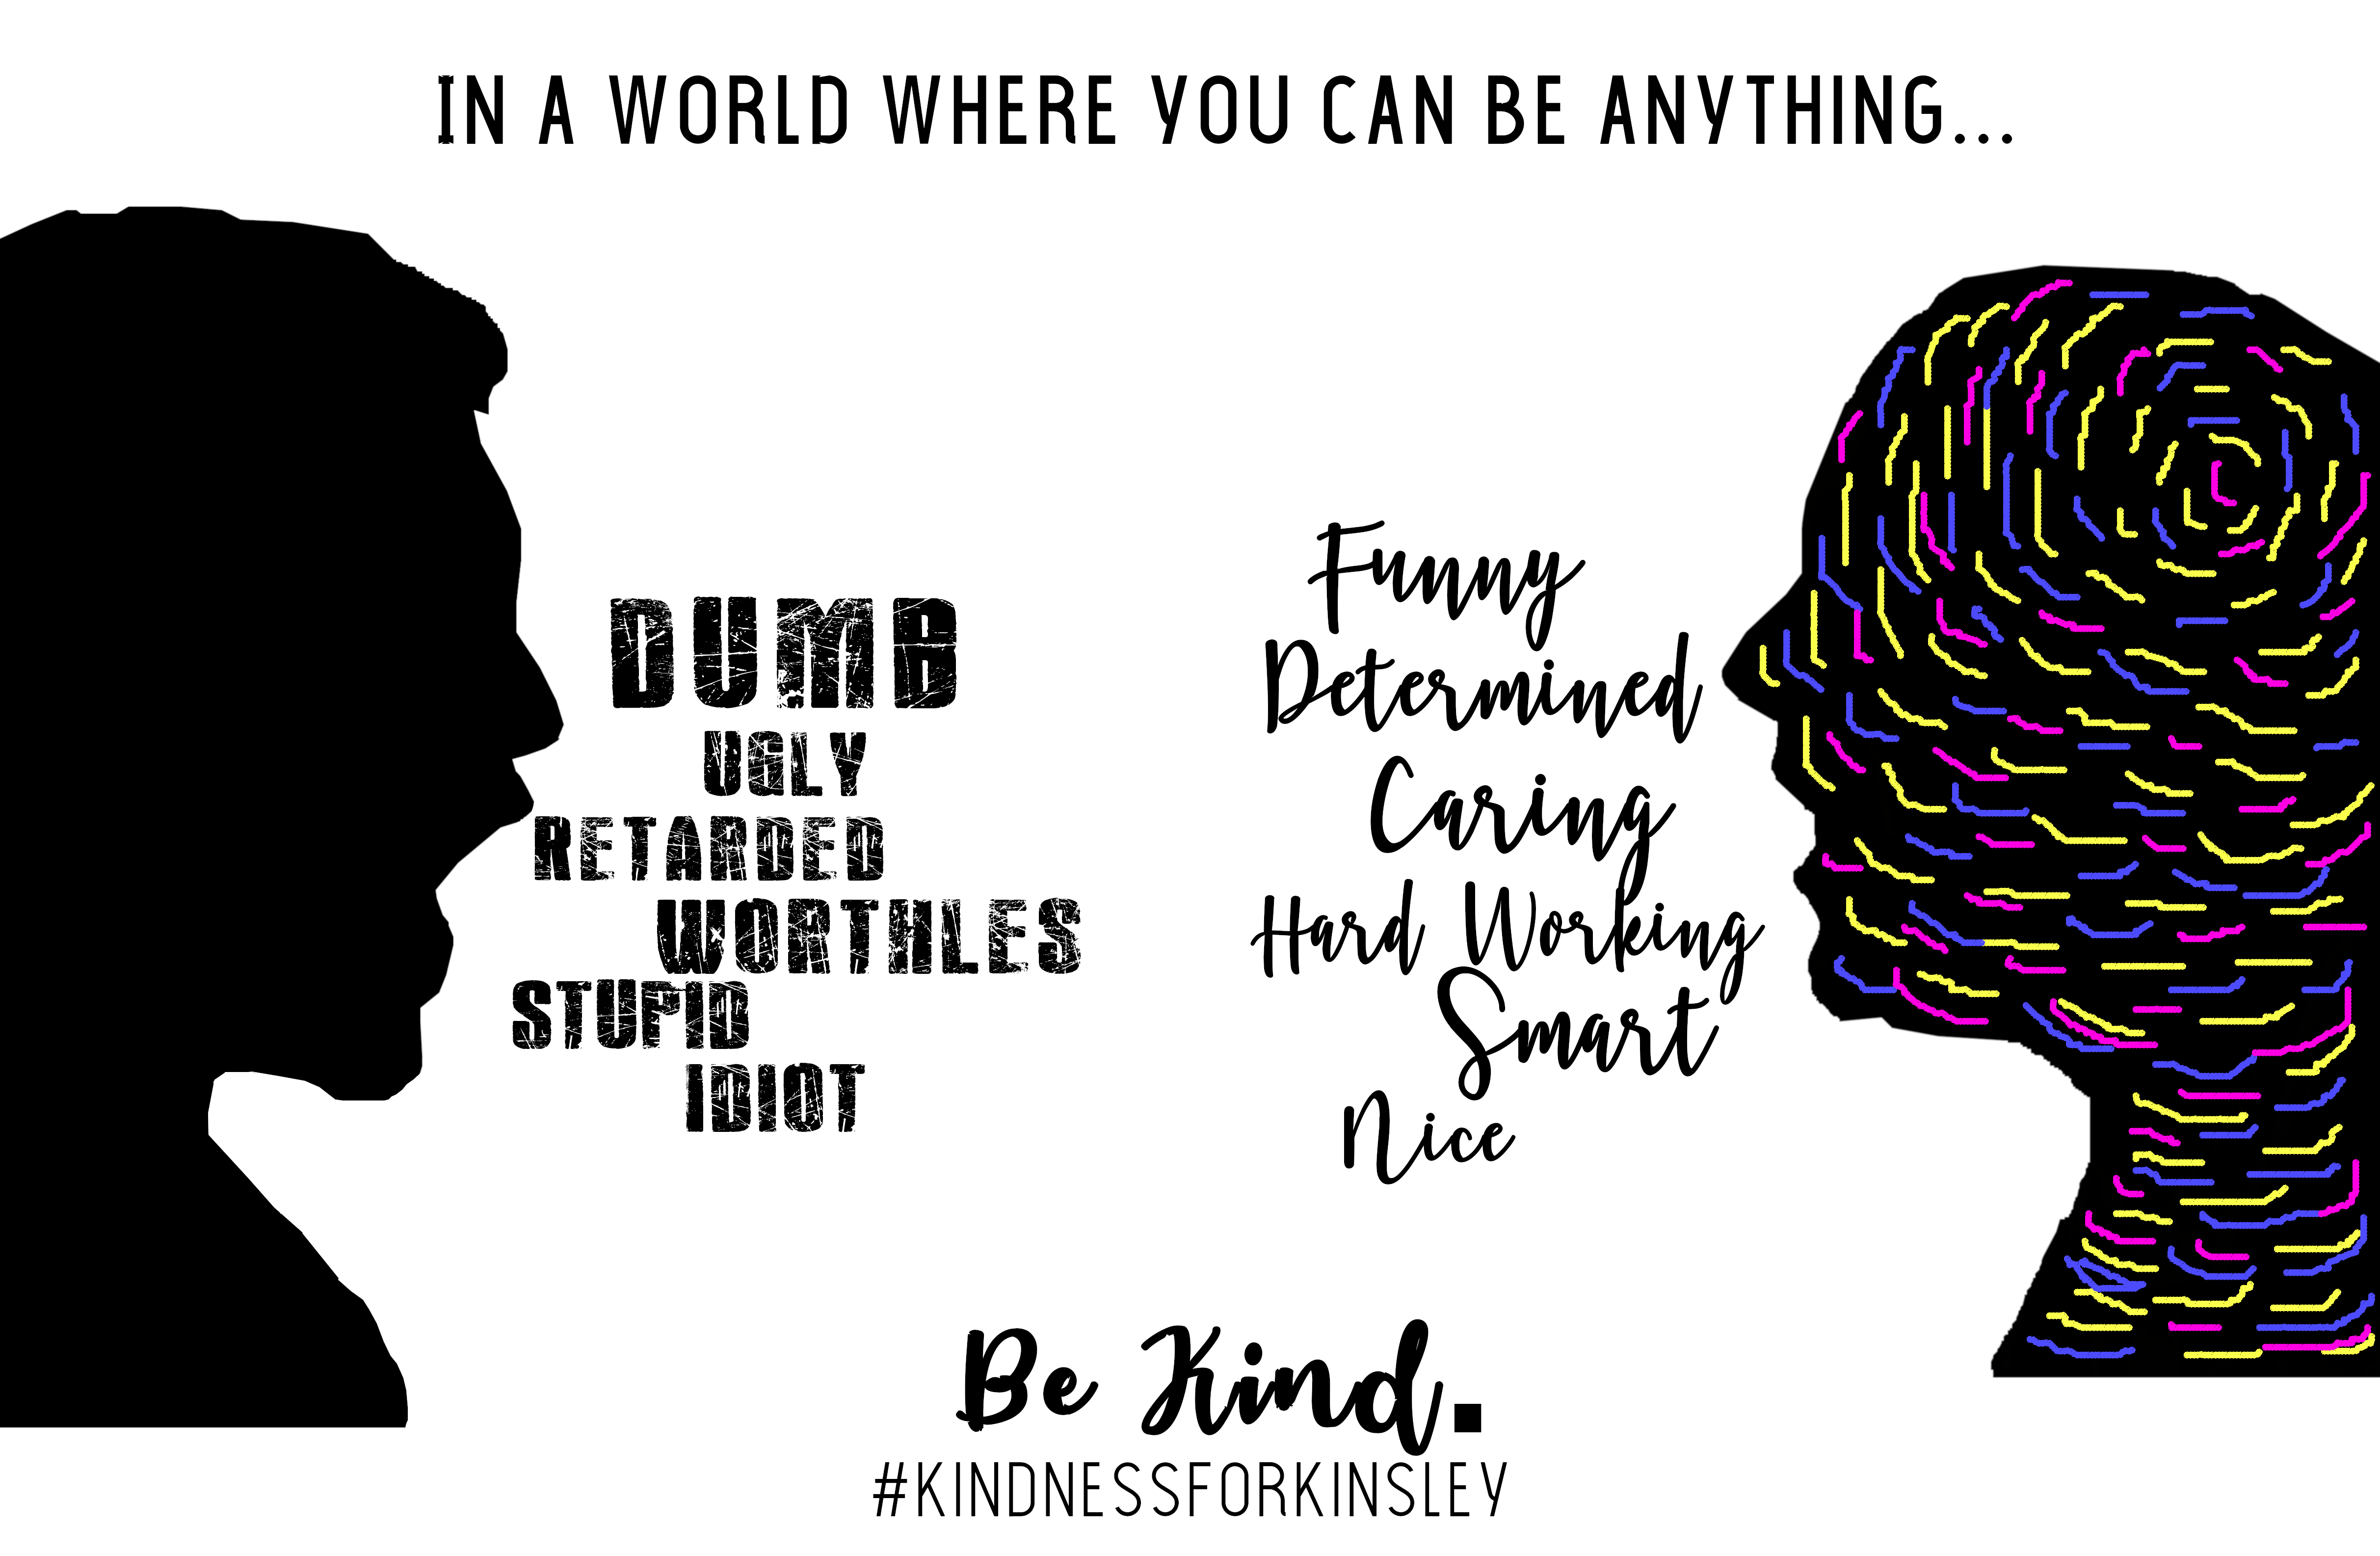 IN A WORLD WHERE YOU CAN BE ANYTHING...
DUMB
UGLY
RETARDED
WORTHLES
STUPID
IDIOT
Funny
Determined
Caring
Hard Working
Smart
Nice
Be Kind.
#KINDNESSFORKINSLEY